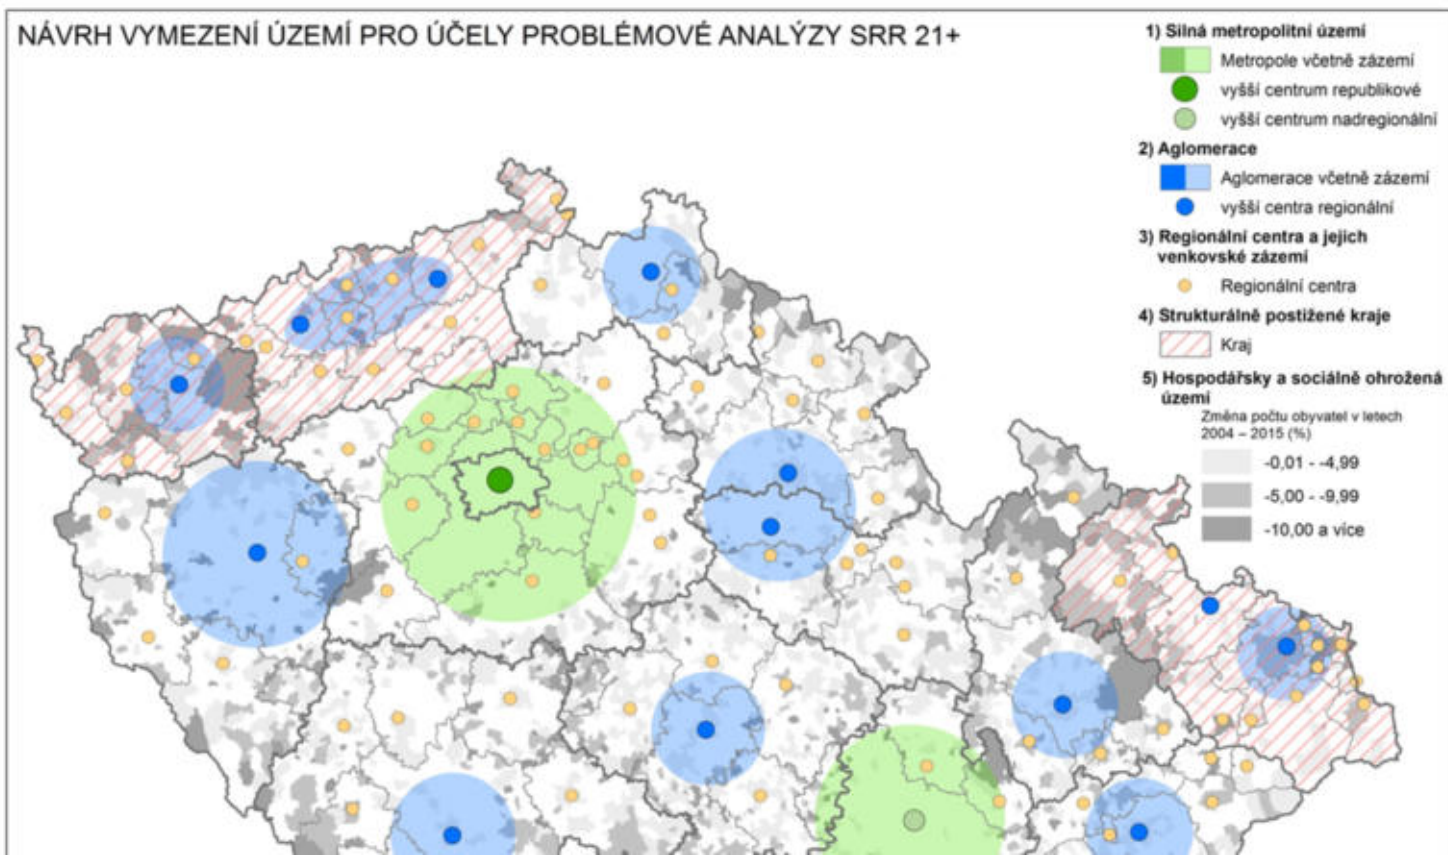 NÁVRH VYMEZENÍ ÚZEMÍ PRO ÚČELY PROBLÉMOVÉ ANALÝZY SRR 21+
1) Silná metropolitní území
Metropole včetně zázemí
vyšší centrum republikové
vyšší centrum nadregionální
2) Aglomerace
Aglomerace včetně zázemí
vyšší centra regionální
3) Regionální centra a jejich
venkovské zázemí
Regionální centra
4) Strukturálně postižené kraje
Kraj
5) Hospodářsky a sociálně ohrožená
území
Změna počtu obyvatel v letech
2004 – 2015 (%)
-0,01 - -4,99
-5,00 - -9,99
-10,00 a více